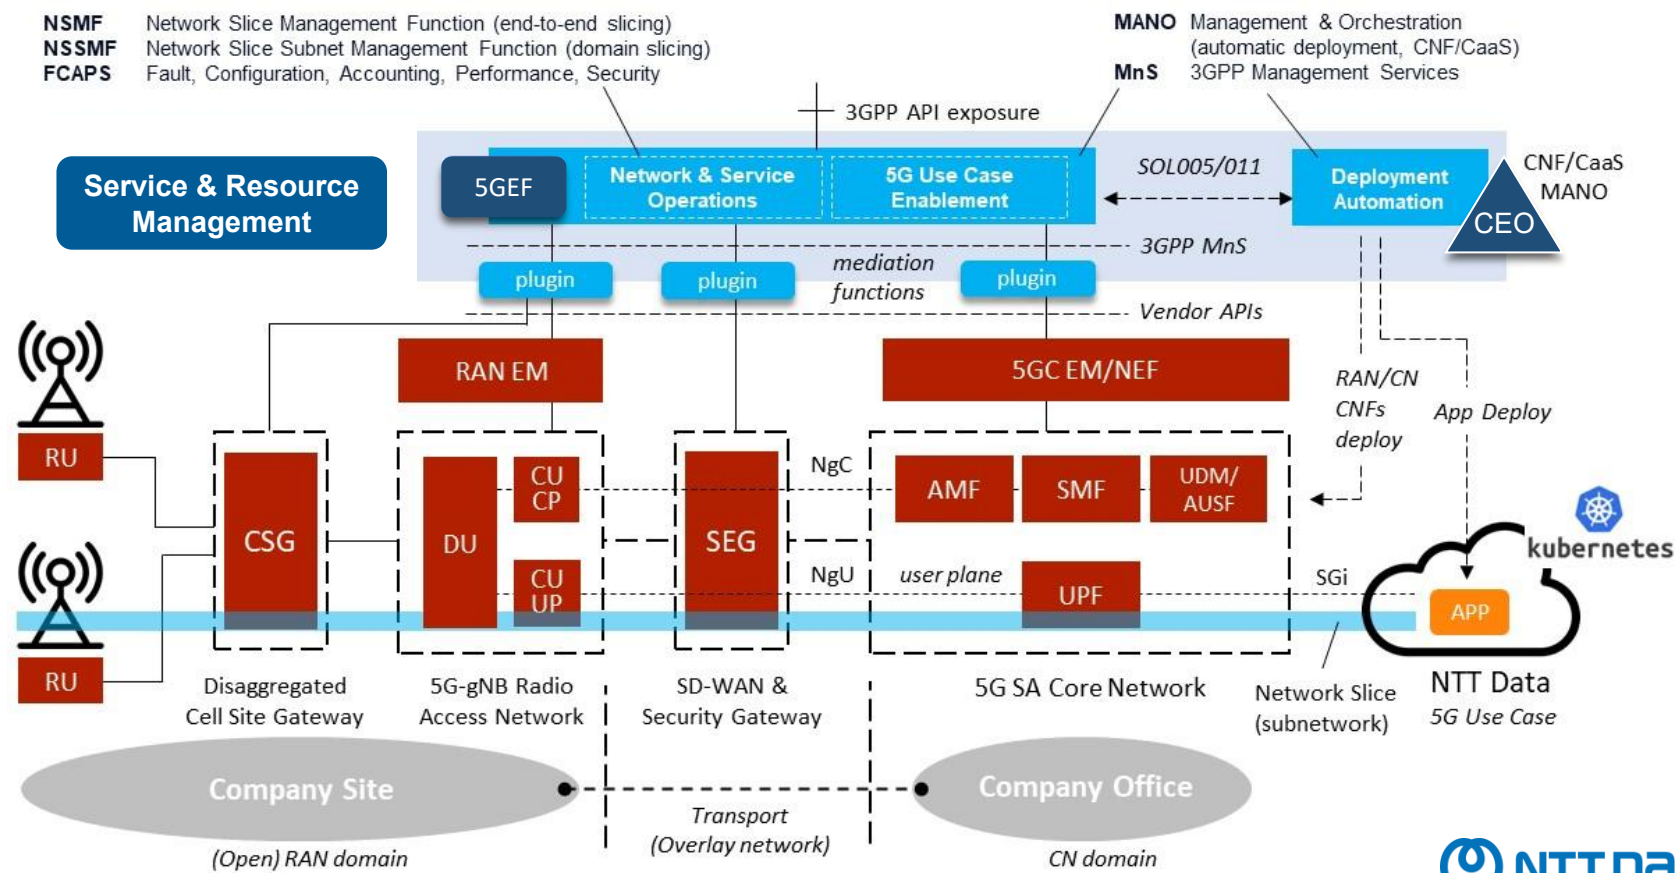 NSMF Network Slice Management Function (end-to-end slicing)
NSSMF Network Slice Subnet Management Function (domain slicing)
FCAPS Fault, Configuration, Accounting, Performance, Security
MANO Management & Orchestration
(automatic deployment, CNF/CaaS)
MnS 3GPP Management Services
3GPP API exposure
Service & Resource
Management
5GEF
Network & Service
Operations
5G Use Case
Enablement
SOL005/011
Deployment
Automation
CEO
CNF/CaaS
MANO
3GPP MnS
plugin
plugin
mediation
functions
plugin
Vendor APIs
RAN EM
5GC EM/NEF
RAN/CN
CNFs
deploy
App Deploy
RU
CSG
DU
CU
CP
CU
UP
SEG
NgC
NgU
AMF
SMF
UDM/
AUSF
user plane
UPF
SGi
kubernetes
APP
RU
Disaggregated
Cell Site Gateway
5G-gNB Radio
Access Network
SD-WAN &
Security Gateway
5G SA Core Network
Network Slice
(subnetwork)
NTT Data
5G Use Case
Company Site
Company Office
Transport
(Overlay network)
(Open) RAN domain
CN domain
NTT Da